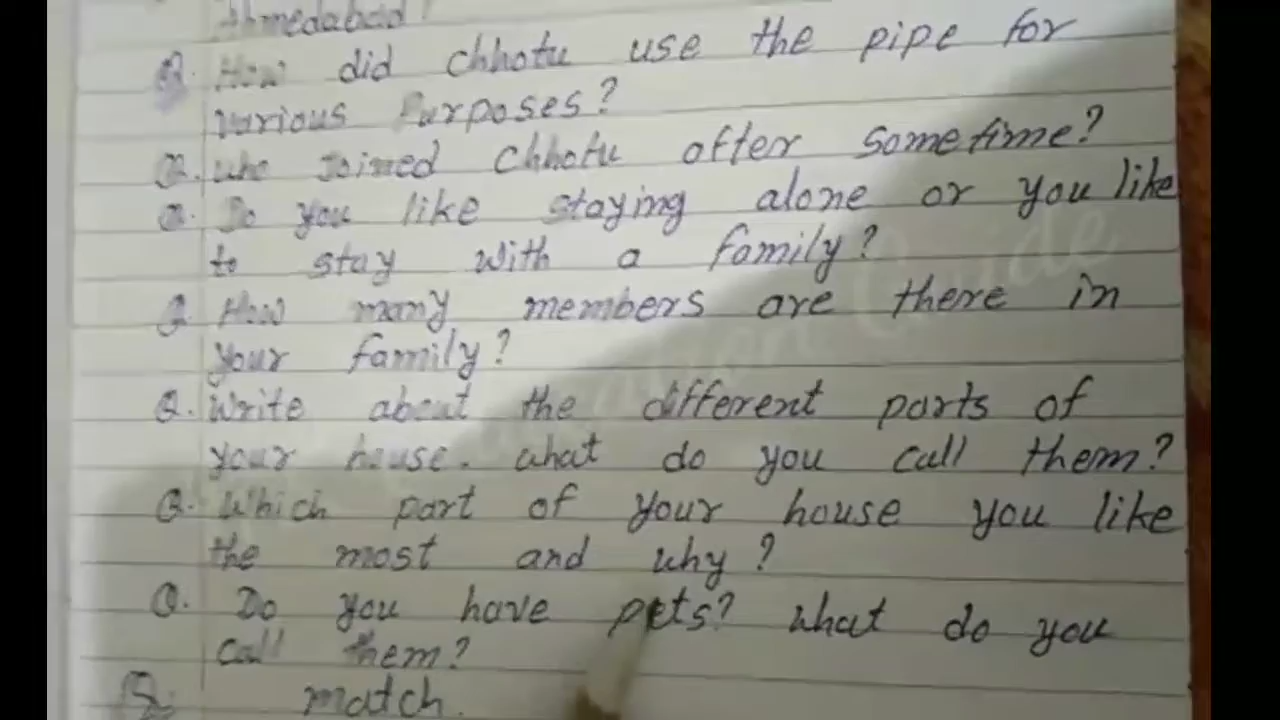 Ahmedabad?
Q. How did Chhotu use the pipe for
various Purposes?
Q. who Joined Chhotu after sometime?
Q. Do you like staying alone or you like
to stay with a family?
Q How many members are there in
your family?
Q. Write about the different parts of
your house. what do you call them?
Q. Which part of your house you like
the most and why?
Q. Do you have pets? what do you
call them?
Q. match.